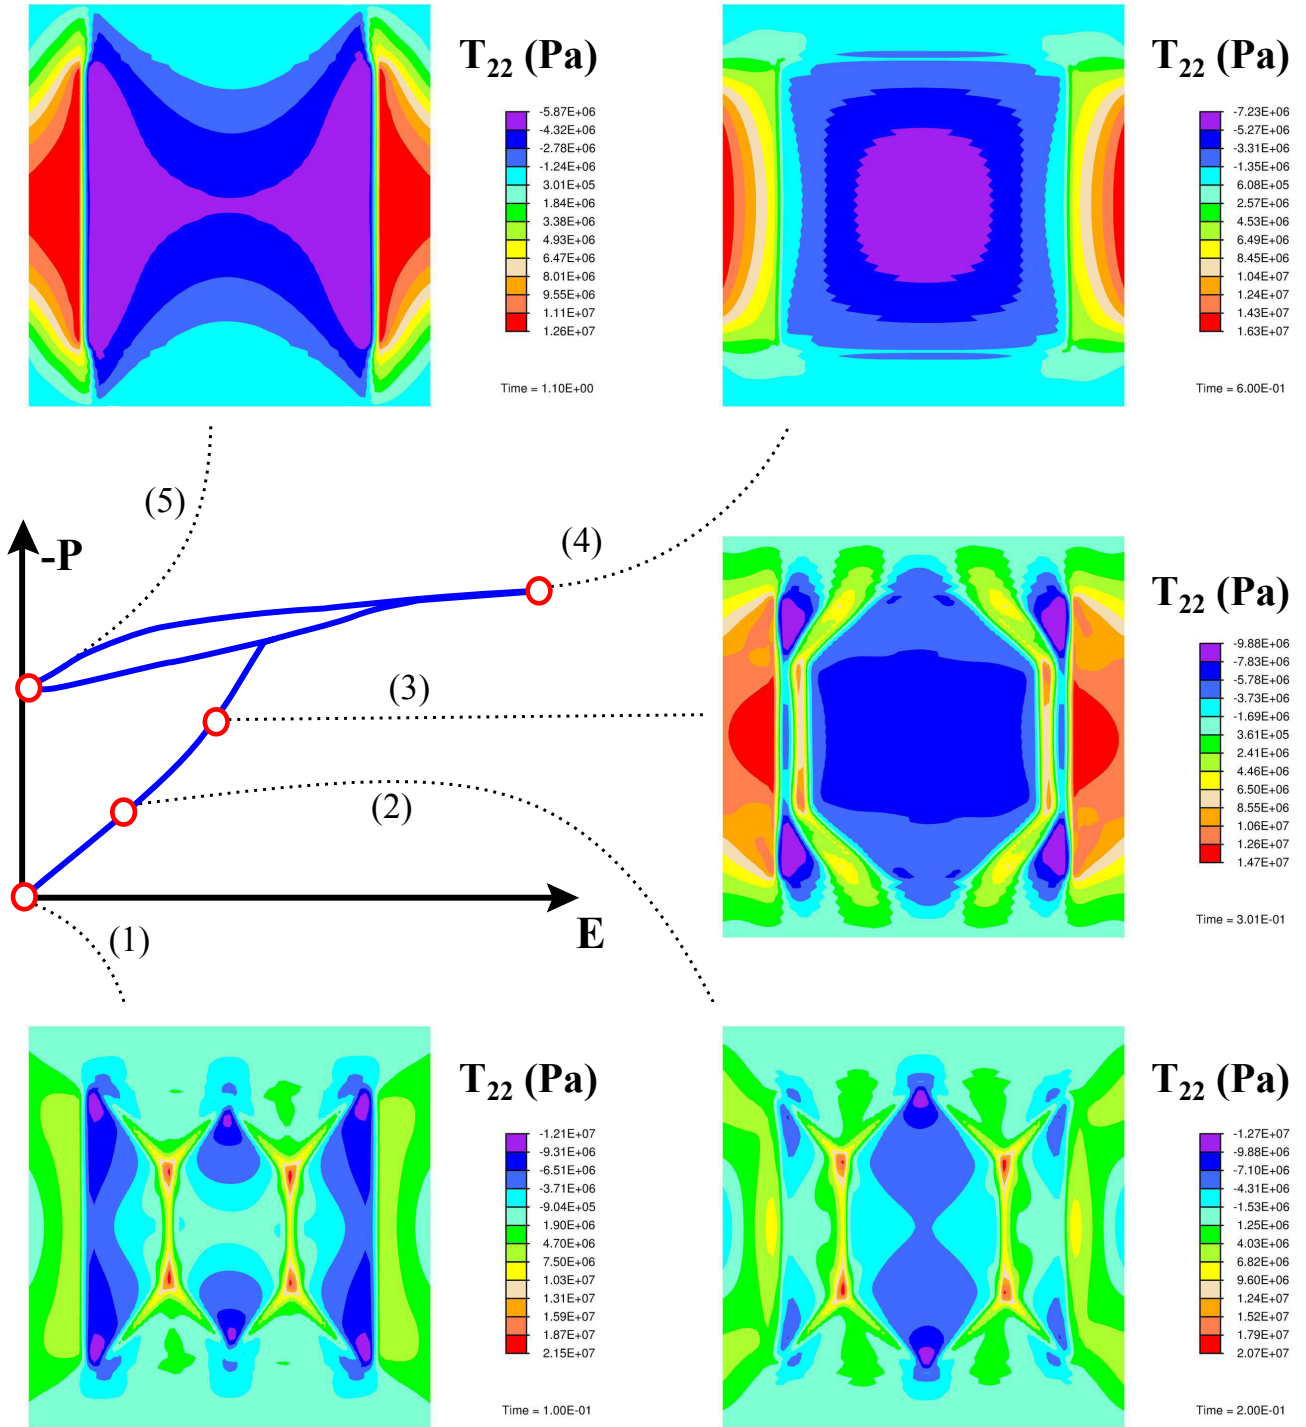 T₂₂ (Pa)
-5.87E+06
-4.32E+06
-2.78E+06
-1.24E+06
3.01E+05
1.84E+06
3.38E+06
4.93E+06
6.47E+06
8.01E+06
9.55E+06
1.11E+07
1.26E+07
Time = 1.10E+00
T₂₂ (Pa)
-7.23E+06
-5.27E+06
-3.31E+06
-1.35E+06
6.08E+05
2.57E+06
4.53E+06
6.49E+06
8.45E+06
1.04E+07
1.24E+07
1.43E+07
1.63E+07
Time = 6.00E-01
(5)
-P
(4)
(3)
(2)
E
(1)
T₂₂ (Pa)
-9.88E+06
-7.83E+06
-5.78E+06
-3.73E+06
-1.69E+06
3.61E+05
2.41E+06
4.46E+06
6.50E+06
8.55E+06
1.06E+07
1.26E+07
1.47E+07
Time = 3.01E-01
T₂₂ (Pa)
-1.21E+07
-9.31E+06
-6.51E+06
-3.71E+06
-9.04E+05
1.90E+06
4.70E+06
7.50E+06
1.03E+07
1.31E+07
1.59E+07
1.87E+07
2.15E+07
Time = 1.00E-01
T₂₂ (Pa)
-1.27E+07
-9.88E+06
-7.10E+06
-4.31E+06
-1.53E+06
1.25E+06
4.03E+06
6.82E+06
9.60E+06
1.24E+07
1.52E+07
1.79E+07
2.07E+07
Time = 2.00E-01